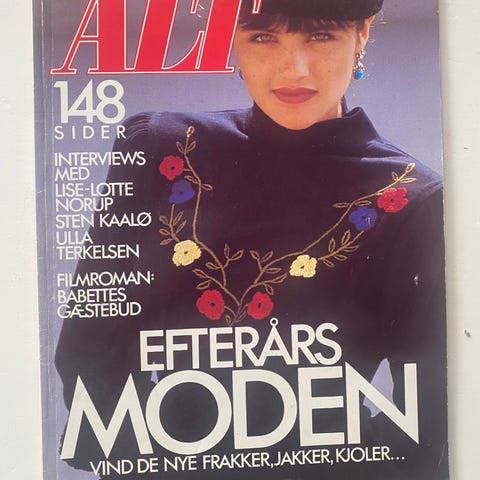 ALT
148
SIDER
INTERVIEWS
MED
LISE-LOTTE
NORUP
STEN KAALØ
ULLA
TERKELSEN
FILMROMAN:
BABETTES
GÆSTEBUD
EFTERÅRS
MODEN
VIND DE NYE FRAKKER, JAKKER, KJOLER...